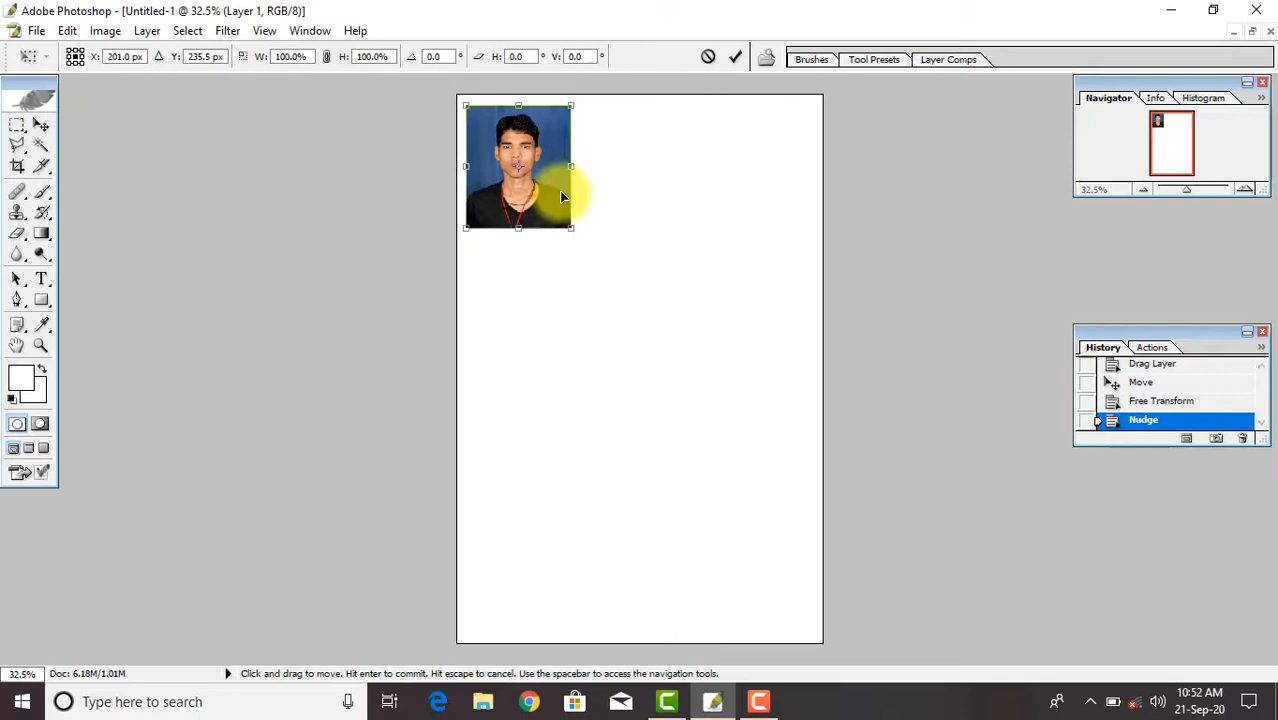 Adobe Photoshop - [Untitled-1 @ 32.5% (Layer 1, RGB/8)]
File Edit Image Layer Select Filter View Window Help
X: 201.0 px Y: 235.5 px W: 100.0% H: 100.0% 0.0 ° H: 0.0 ° V: 0.0 ° Brushes Tool Presets Layer Comps
Navigator Info Histogram
32.5%
History Actions
Drag Layer
Move
Free Transform
Nudge
32.5% Doc: 6.18M/1.01M Click and drag to move. Hit enter to commit. Hit escape to cancel. Use the spacebar to access the navigation tools.
Type here to search
10:52 AM
21-Sep-20